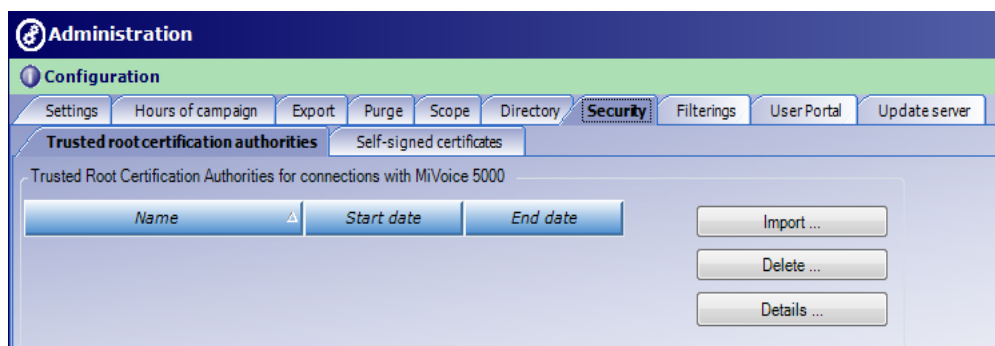 Administration
Configuration
Settings Hours of campaign Export Purge Scope Directory Security Filterings User Portal Update server
Trusted root certification authorities Self-signed certificates
Trusted Root Certification Authorities for connections with MiVoice 5000
Name Start date End date
Import ...
Delete ...
Details ...